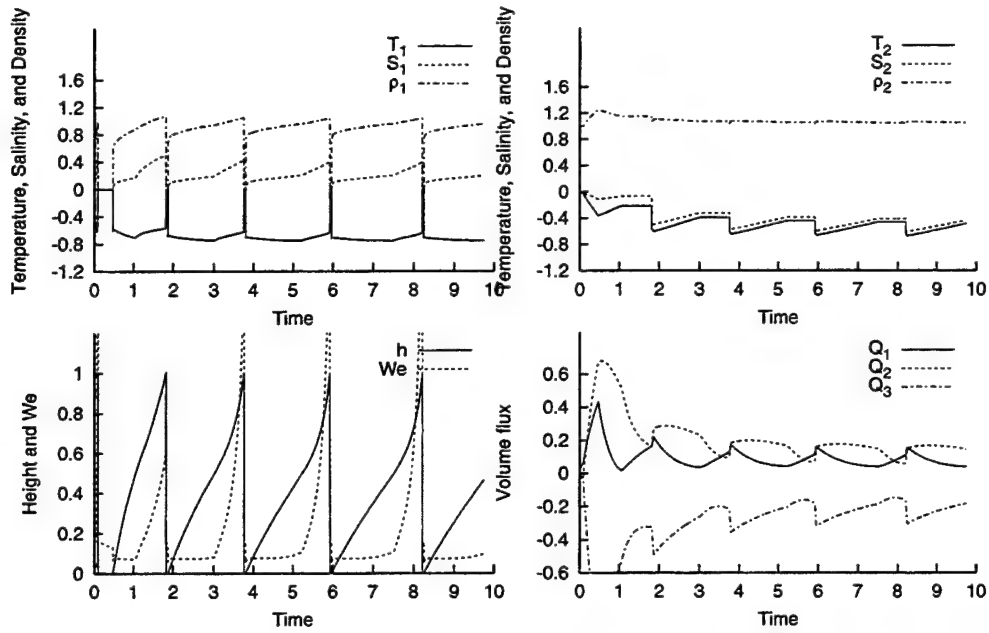 Temperature, Salinity, and Density
T1
S1
ρ1
1.6
1.2
0.8
0.4
0
-0.4
-0.8
-1.2
0 1 2 3 4 5 6 7 8 9 10
Time
Temperature, Salinity, and Density
T2
S2
ρ2
1.6
1.2
0.8
0.4
0
-0.4
-0.8
-1.2
0 1 2 3 4 5 6 7 8 9 10
Time
Height and We
h
We
1
0.8
0.6
0.4
0.2
0
0 1 2 3 4 5 6 7 8 9 10
Time
Volume flux
Q1
Q2
Q3
0.6
0.4
0.2
0
-0.2
-0.4
-0.6
0 1 2 3 4 5 6 7 8 9 10
Time